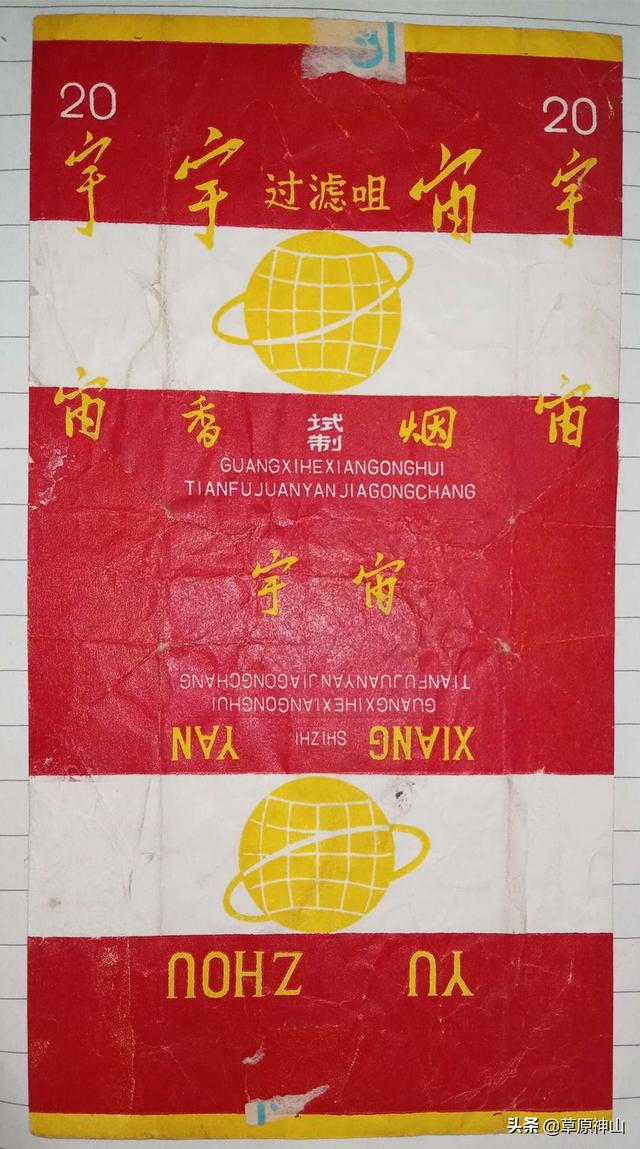 20 20
宇 宇 过滤咀 宙 宇
宙 香 试制 烟 宙
GUANGXIHEXIANGONGHUI
TIANFUJUANYANJIAGONGCHANG
宇 宙
TIANFUJUANYANJIAGONGCHANG
GUANGXIHEXIANGONGHUI
XIANG SHIZHI YAN
YU ZHOU
头条 @草原神山